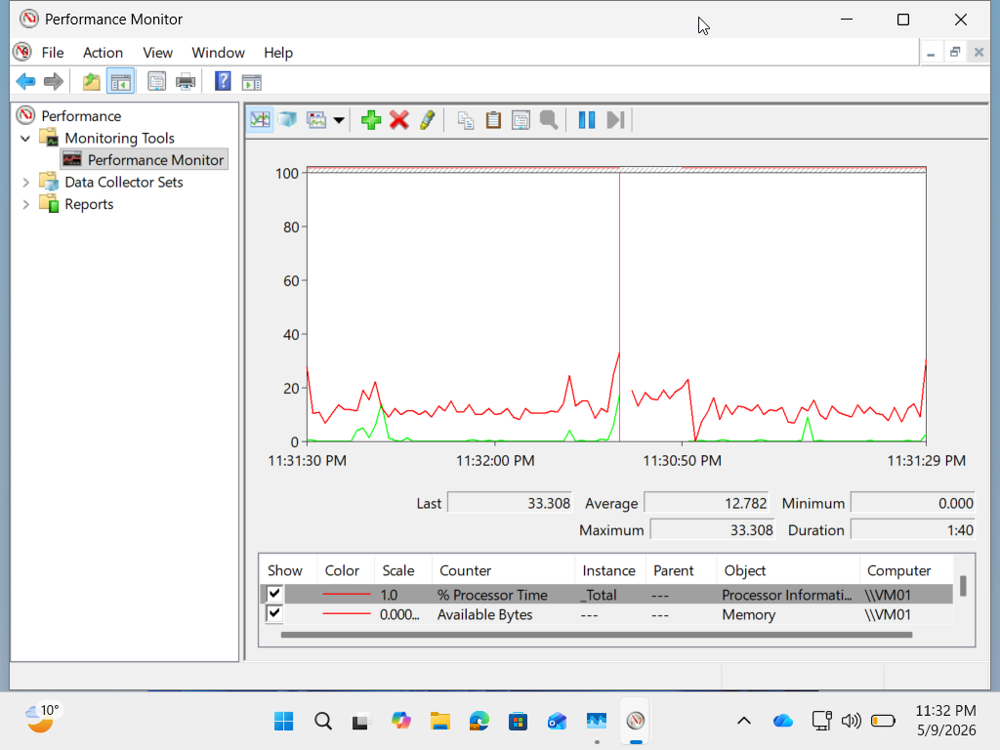 Performance Monitor
File Action View Window Help
Performance
Monitoring Tools
Performance Monitor
Data Collector Sets
Reports
100
80
60
40
20
0
11:31:30 PM 11:32:00 PM 11:30:50 PM 11:31:29 PM
Last 33.308 Average 12.782 Minimum 0.000
Maximum 33.308 Duration 1:40
Show Color Scale Counter Instance Parent Object Computer
1.0 % Processor Time _Total --- Processor Informati... \\VM01
0.000... Available Bytes --- --- Memory \\VM01
10°
11:32 PM
5/9/2026